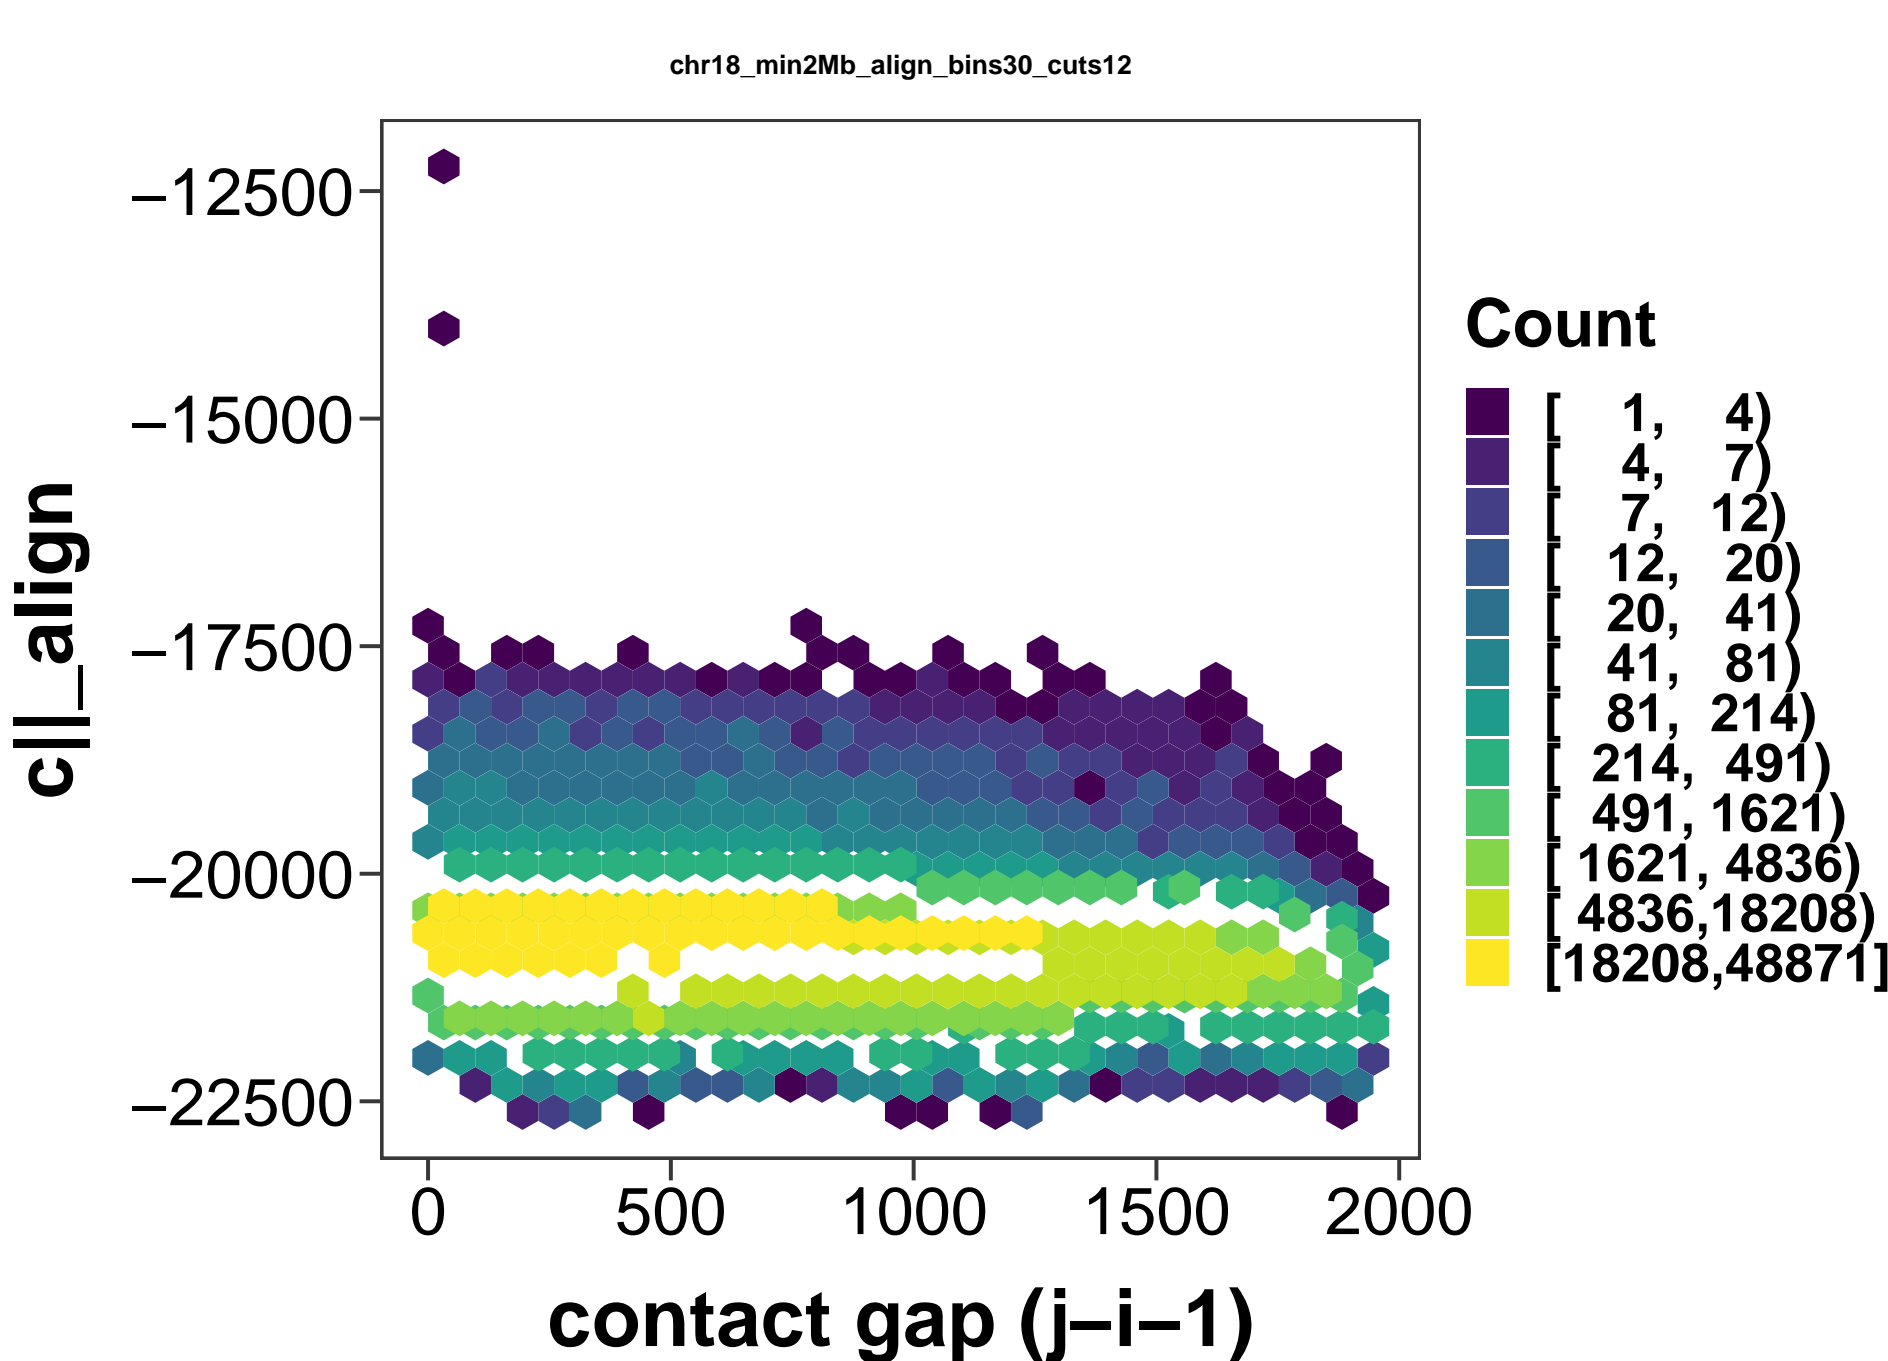 chr18_min2Mb_align_bins30_cuts12
−12500
−15000
−17500
−20000
−22500
c||_align
0 500 1000 1500 2000
contact gap (j−i−1)
Count
[ 1, 4)
[ 4, 7)
[ 7, 12)
[ 12, 20)
[ 20, 41)
[ 41, 81)
[ 81, 214)
[ 214, 491)
[ 491, 1621)
[ 1621, 4836)
[ 4836,18208)
[18208,48871]